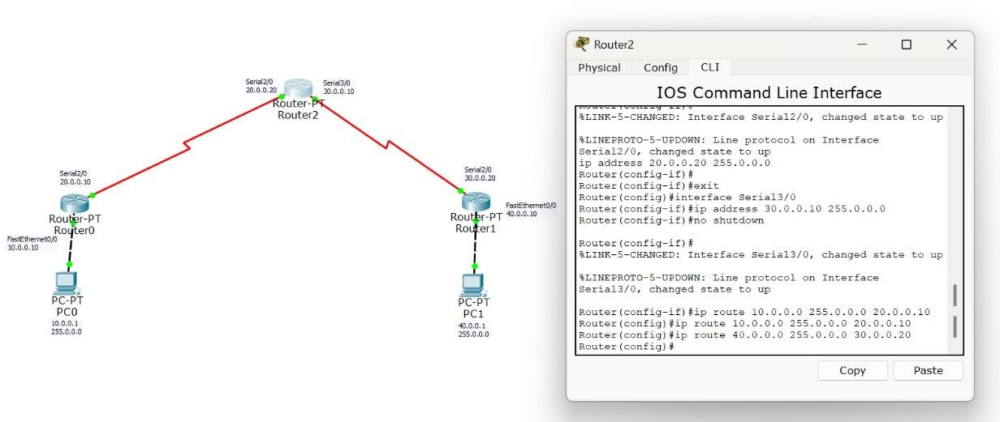 Serial2/0
20.0.0.20
Serial3/0
30.0.0.10
Router-PT
Router2
Serial2/0
20.0.0.10
Router-PT
Router0
FastEthernet0/0
10.0.0.10
PC-PT
PC0
10.0.0.1
255.0.0.0
Serial2/0
30.0.0.20
FastEthernet0/0
40.0.0.10
Router-PT
Router1
PC-PT
PC1
40.0.0.1
255.0.0.0
Router2
Physical Config CLI
IOS Command Line Interface
Router(config-if)#
%LINK-5-CHANGED: Interface Serial2/0, changed state to up
%LINEPROTO-5-UPDOWN: Line protocol on Interface
Serial2/0, changed state to up
ip address 20.0.0.20 255.0.0.0
Router(config-if)#
Router(config-if)#exit
Router(config)#interface Serial3/0
Router(config-if)#ip address 30.0.0.10 255.0.0.0
Router(config-if)#no shutdown
Router(config-if)#
%LINK-5-CHANGED: Interface Serial3/0, changed state to up
%LINEPROTO-5-UPDOWN: Line protocol on Interface
Serial3/0, changed state to up
Router(config-if)#ip route 10.0.0.0 255.0.0.0 20.0.0.10
Router(config)#ip route 10.0.0.0 255.0.0.0 20.0.0.10
Router(config)#ip route 40.0.0.0 255.0.0.0 30.0.0.20
Router(config)#
Copy Paste